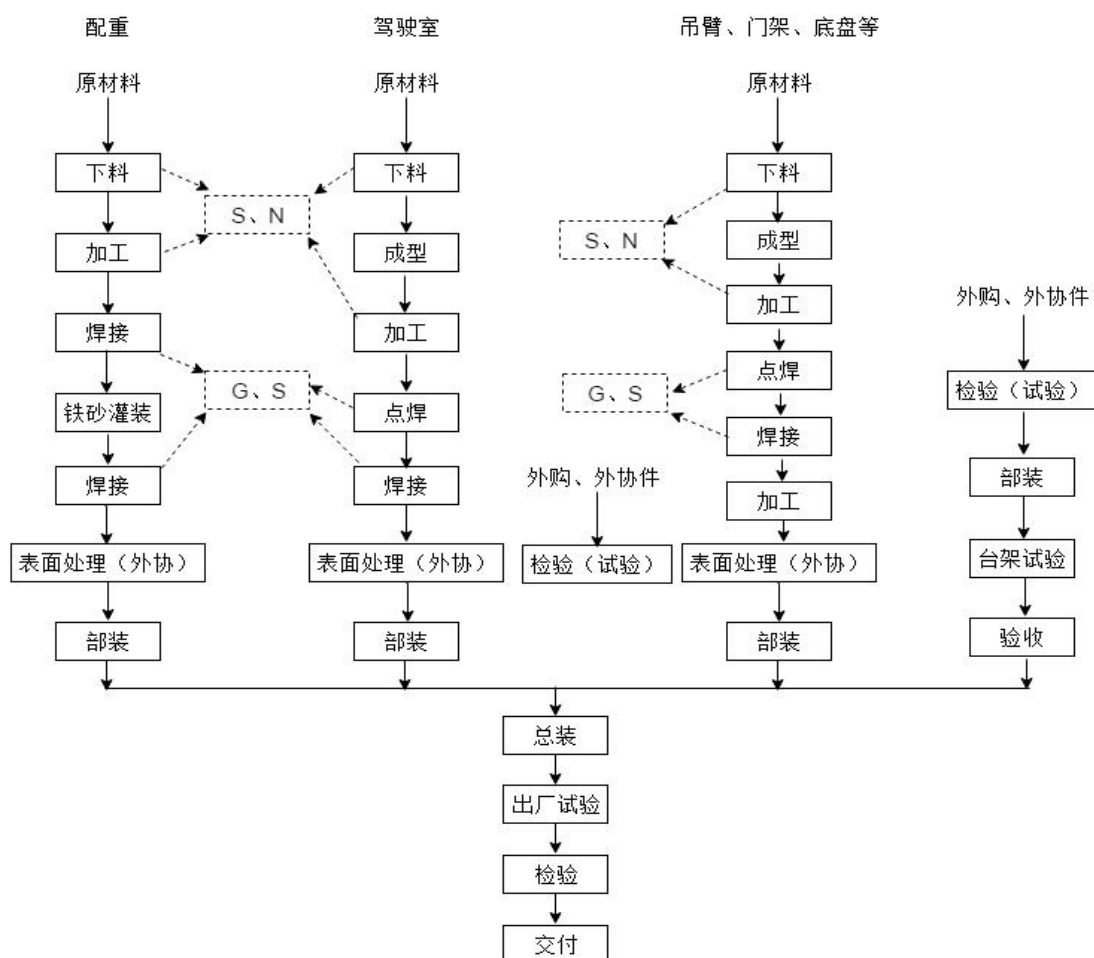 配重
驾驶室
吊臂、门架、底盘等
原材料
原材料
原材料
下料
下料
下料
S、N
成型
S、N
加工
成型
加工
外购、外协件
焊接
加工
点焊
G、S
G、S
检验（试验）
铁砂灌装
点焊
焊接
焊接
焊接
外购、外协件
加工
部装
表面处理（外协）
表面处理（外协）
检验（试验）
表面处理（外协）
台架试验
部装
部装
部装
验收
总装
出厂试验
检验
交付